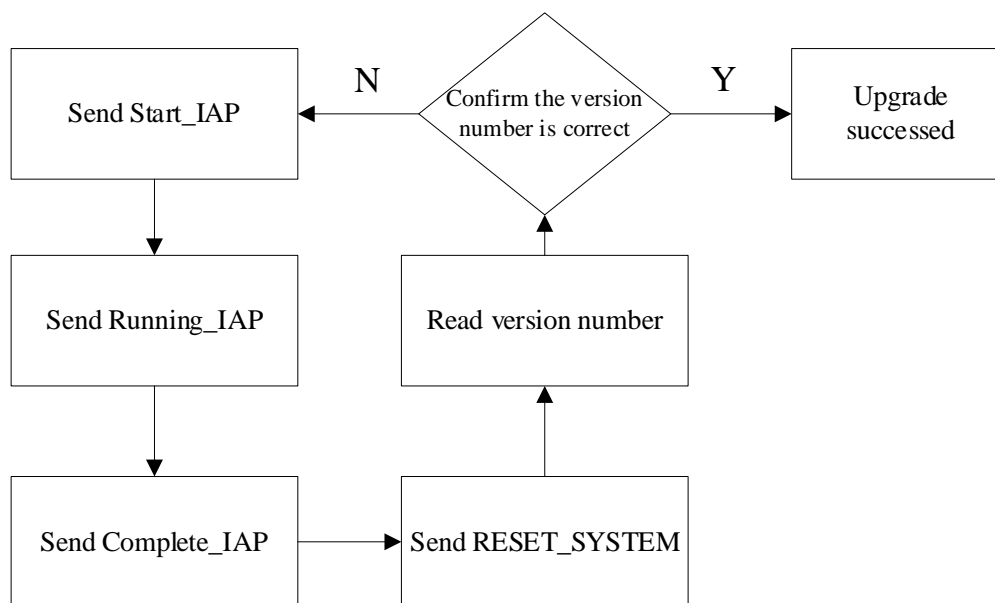 Send Start_IAP
N
Confirm the version
number is correct
Y
Upgrade
successed
Send Running_IAP
Read version number
Send Complete_IAP
Send RESET_SYSTEM